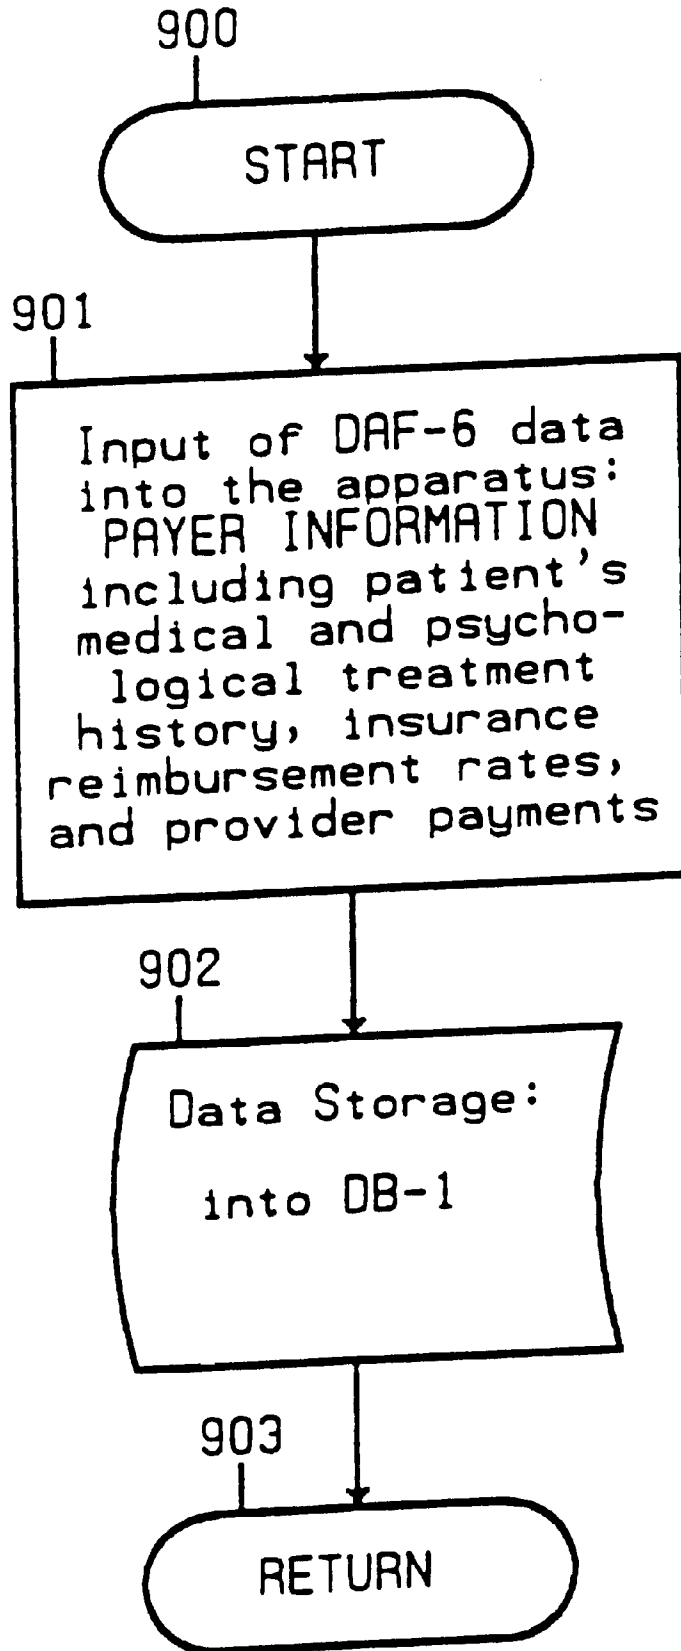 900
START
901
Input of DAF-6 data
into the apparatus:
PAYER INFORMATION
including patient's
medical and psycho-
logical treatment
history, insurance
reimbursement rates,
and provider payments
902
Data Storage:
into DB-1
903
RETURN